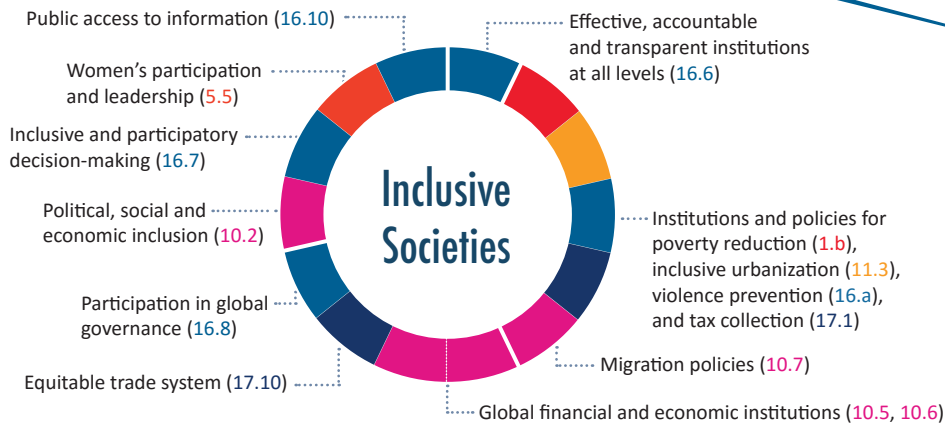 Public access to information (16.10)
Effective, accountable
and transparent institutions
at all levels (16.6)
Women’s participation
and leadership (5.5)
Inclusive and participatory
decision-making (16.7)
Political, social and
economic inclusion (10.2)
Inclusive
Societies
Institutions and policies for
poverty reduction (1.b),
inclusive urbanization (11.3),
violence prevention (16.a),
and tax collection (17.1)
Participation in global
governance (16.8)
Migration policies (10.7)
Equitable trade system (17.10)
Global financial and economic institutions (10.5, 10.6)